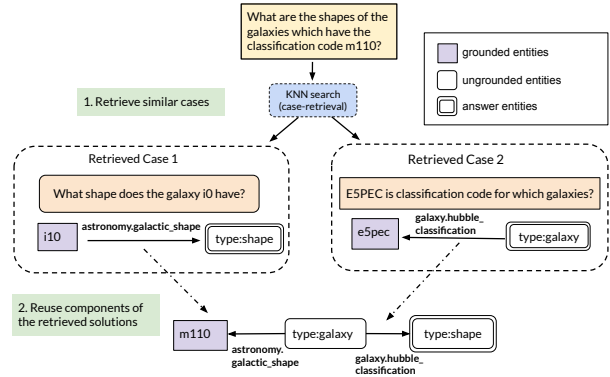 What are the shapes of the
galaxies which have the
classification code m110?
grounded entities
ungrounded entities
answer entities
KNN search
(case-retrieval)
1. Retrieve similar cases
Retrieved Case 1
What shape does the galaxy i0 have?
astronomy.galactic_shape
i10
type:shape
Retrieved Case 2
E5PEC is classification code for which galaxies?
galaxy.hubble_
classification
e5pec
type:galaxy
2. Reuse components of
the retrieved solutions
m110
type:galaxy
type:shape
astronomy.
galactic_shape
galaxy.hubble_
classification